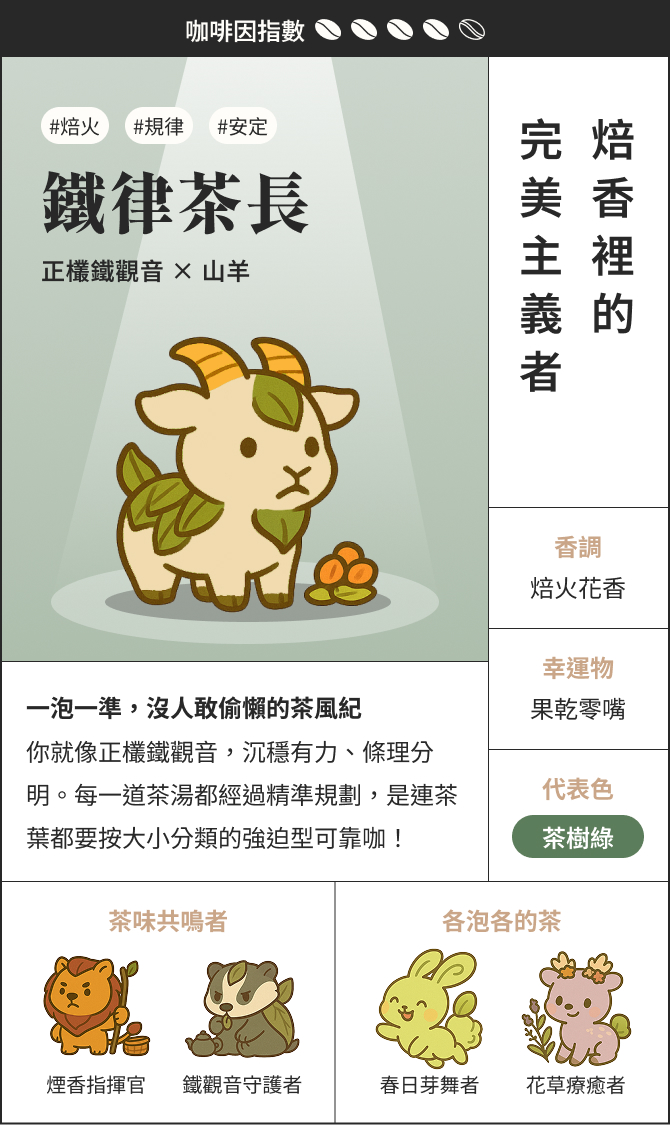 咖啡因指數
#焙火 #規律 #安定
鐵律茶長
正欉鐵觀音 × 山羊
焙香裡的
完美主義者
香調
焙火花香
幸運物
果乾零嘴
代表色
茶樹綠
一泡一準，沒人敢偷懶的茶風紀
你就像正欉鐵觀音，沉穩有力、條理分
明。每一道茶湯都經過精準規劃，是連茶
葉都要按大小分類的強迫型可靠咖！
茶味共鳴者
煙香指揮官 鐵觀音守護者
各泡各的茶
春日芽舞者 花草療癒者